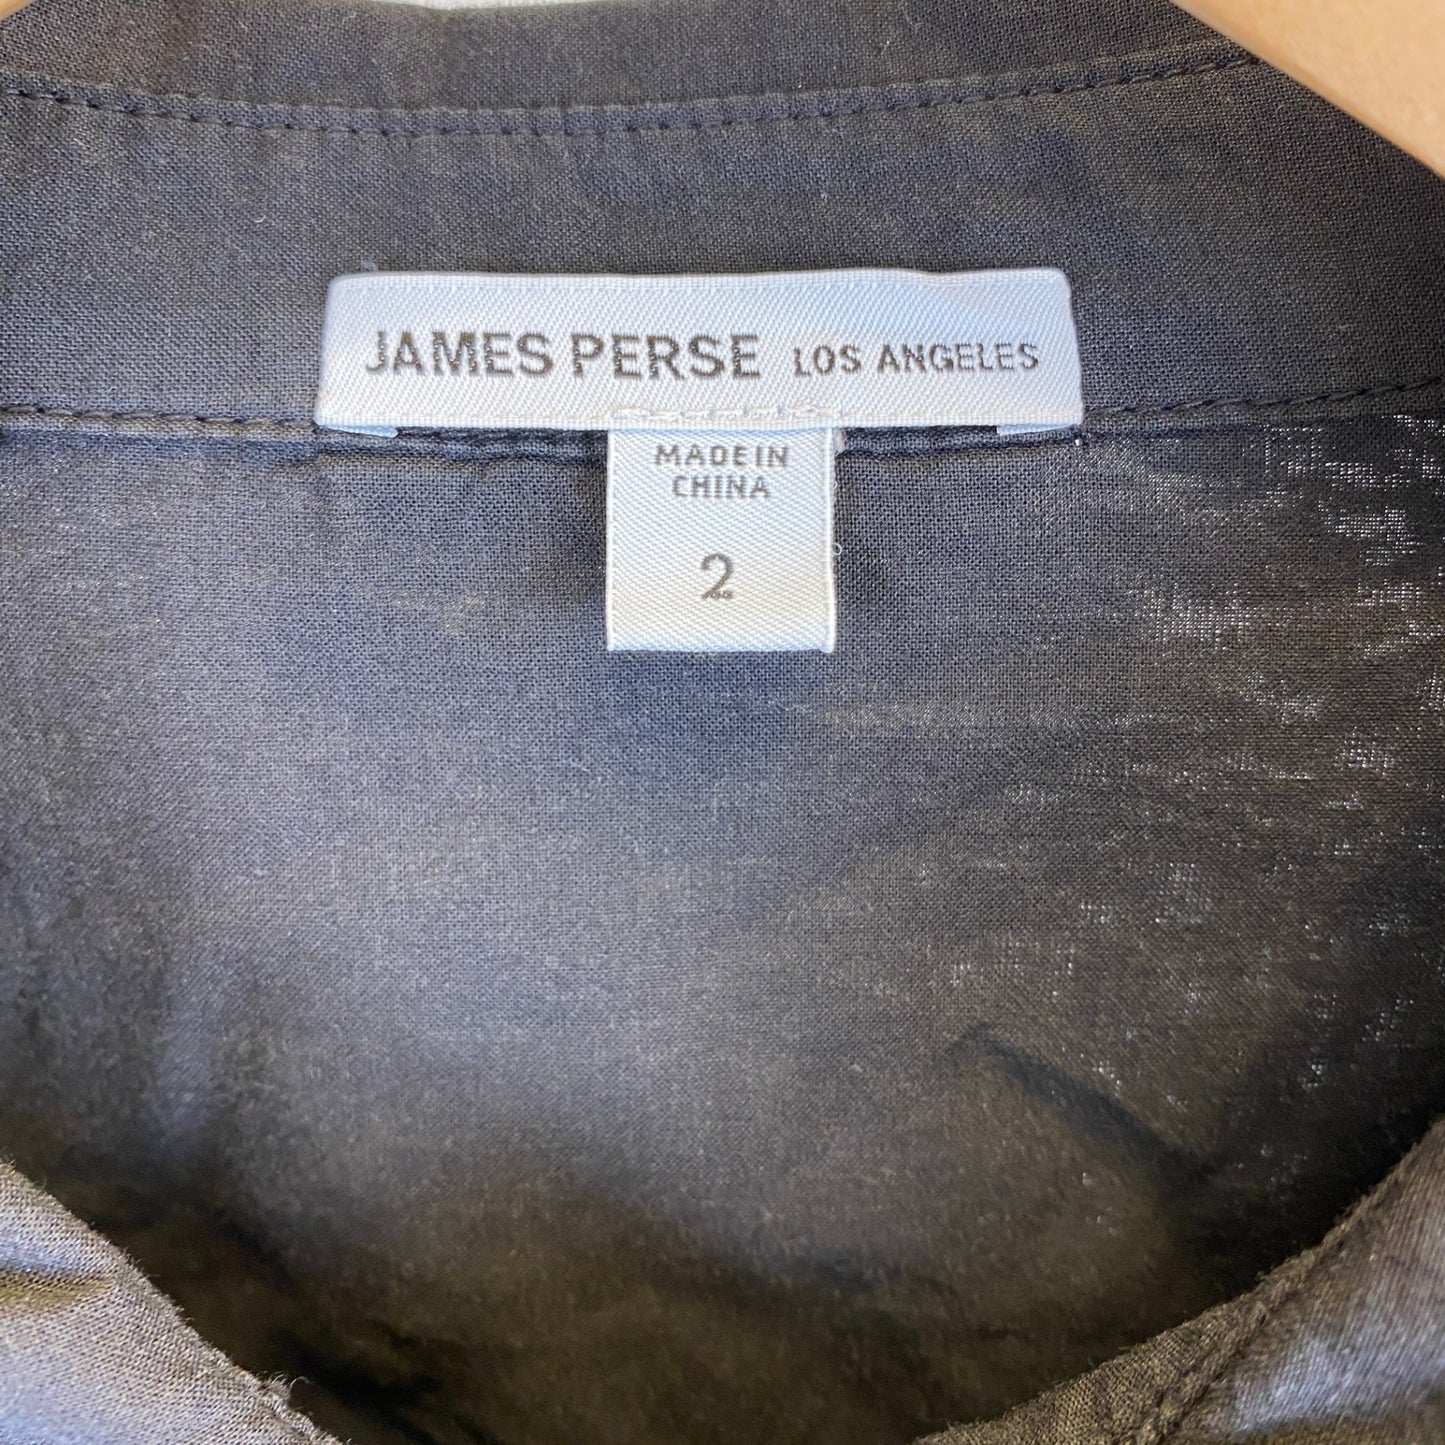 JAMES PERSE LOS ANGELES
MADE IN
CHINA
2